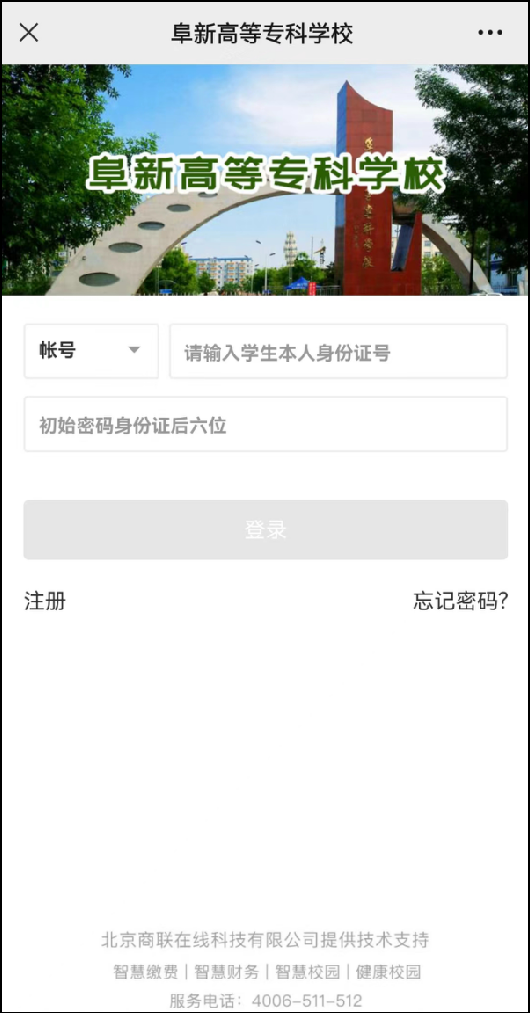 阜新高等专科学校
阜新高等专科学校
帐号
请输入学生本人身份证号
初始密码身份证后六位
登录
注册
忘记密码?
北京商联在线科技有限公司提供技术支持
智慧缴费 | 智慧财务 | 智慧校园 | 健康校园
服务电话：4006-511-512